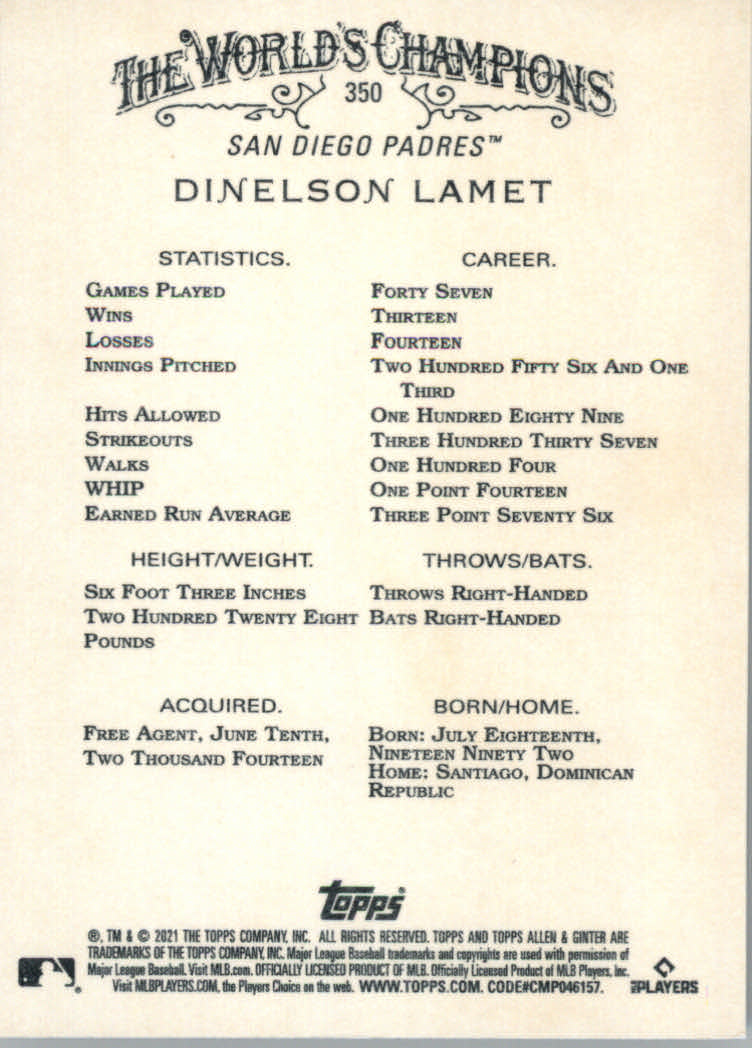 THE WORLD'S CHAMPIONS
350
SAN DIEGO PADRES™
DINELSON LAMET
STATISTICS. CAREER.
GAMES PLAYED FORTY SEVEN
WINS THIRTEEN
LOSSES FOURTEEN
INNINGS PITCHED TWO HUNDRED FIFTY SIX AND ONE
THIRD
HITS ALLOWED ONE HUNDRED EIGHTY NINE
STRIKEOUTS THREE HUNDRED THIRTY SEVEN
WALKS ONE HUNDRED FOUR
WHIP ONE POINT FOURTEEN
EARNED RUN AVERAGE THREE POINT SEVENTY SIX
HEIGHT/WEIGHT. THROWS/BATS.
SIX FOOT THREE INCHES THROWS RIGHT-HANDED
TWO HUNDRED TWENTY EIGHT BATS RIGHT-HANDED
POUNDS
ACQUIRED.
FREE AGENT, JUNE TENTH,
TWO THOUSAND FOURTEEN
BORN/HOME.
BORN: JULY EIGHTEENTH,
NINETEEN NINETY TWO
HOME: SANTIAGO, DOMINICAN
REPUBLIC
Topps®
®, TM & © 2021 THE TOPPS COMPANY, INC. ALL RIGHTS RESERVED. TOPPS AND TOPPS ALLEN & GINTER ARE
TRADEMARKS OF THE TOPPS COMPANY, INC. Major League Baseball trademarks and copyrights are used with permission of
Major League Baseball. Visit MLB.com. OFFICIALLY LICENSED PRODUCT OF MLB. Officially Licensed Product of MLB Players, Inc.
Visit MLBPLAYERS.COM, the Players Choice on the web. WWW.TOPPS.COM. CODE#CMP046157.
MLB PLAYERS